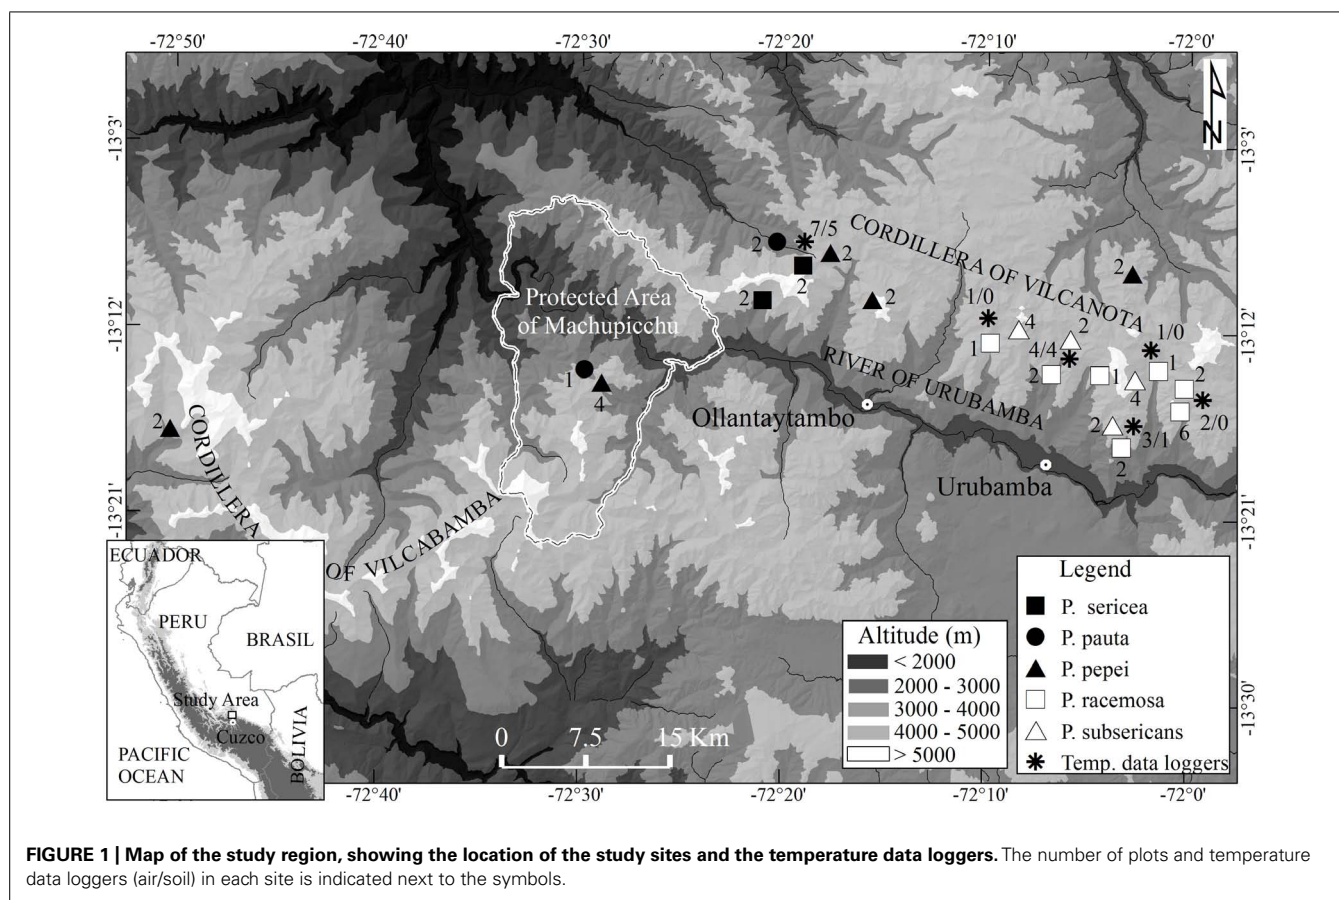 -72°50' -72°40' -72°30' -72°20' -72°10' -72°0'
-13°3' -13°3'
N
7/5
2
CORDILLERA OF VILCANOTA
2
2
2
2
2
Protected Area
of Machupicchu
1/0
4
2
1/0
-13°12' -13°12'
1
4/4
RIVER OF URUBAMBA
2
1
1
2
1
4
4
2
CORDILLERA
Ollantaytambo
2
3/1
6
2/0
2
Urubamba
-13°21' -13°21'
OF VILCABAMBA
ECUADOR
PERU
BRASIL
Study Area
Cuzco
PACIFIC
OCEAN
BOLIVIA
Legend
P. sericea
P. pauta
P. pepei
P. racemosa
P. subsericans
Temp. data loggers
Altitude (m)
< 2000
2000 - 3000
3000 - 4000
4000 - 5000
> 5000
-13°30'
0 7.5 15 Km
-72°40' -72°30' -72°20' -72°10' -72°0'
FIGURE 1 | Map of the study region, showing the location of the study sites and the temperature data loggers. The number of plots and temperature
data loggers (air/soil) in each site is indicated next to the symbols.